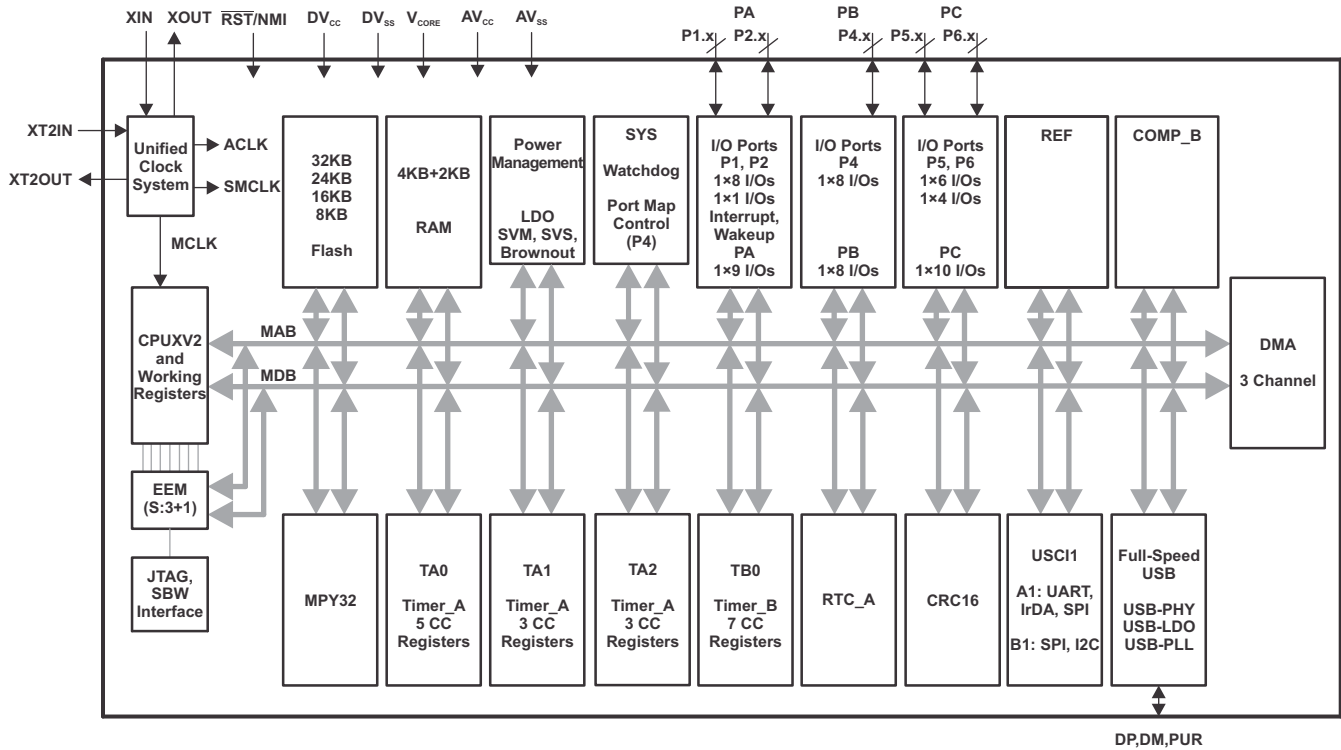 XIN XOUT RST/NMI DVCC DVSS VCORE AVCC AVSS PA PB PC
P1.x P2.x P4.x P5.x P6.x
XT2IN
XT2OUT
Unified
Clock
System
ACLK
SMCLK
MCLK
32KB
24KB
16KB
8KB
Flash
4KB+2KB
RAM
Power
Management
LDO
SVM, SVS,
Brownout
SYS
Watchdog
Port Map
Control
(P4)
I/O Ports
P1, P2
1×8 I/Os
1×1 I/Os
Interrupt,
Wakeup
PA
1×9 I/Os
I/O Ports
P4
1×8 I/Os
PB
1×8 I/Os
I/O Ports
P5, P6
1×6 I/Os
1×4 I/Os
PC
1×10 I/Os
REF
COMP_B
CPUXV2
and
Working
Registers
MAB
MDB
DMA
3 Channel
EEM
(S:3+1)
JTAG,
SBW
Interface
MPY32
TA0
Timer_A
5 CC
Registers
TA1
Timer_A
3 CC
Registers
TA2
Timer_A
3 CC
Registers
TB0
Timer_B
7 CC
Registers
RTC_A
CRC16
USCI1
A1: UART,
IrDA, SPI
B1: SPI, I2C
Full-Speed
USB
USB-PHY
USB-LDO
USB-PLL
DP,DM,PUR